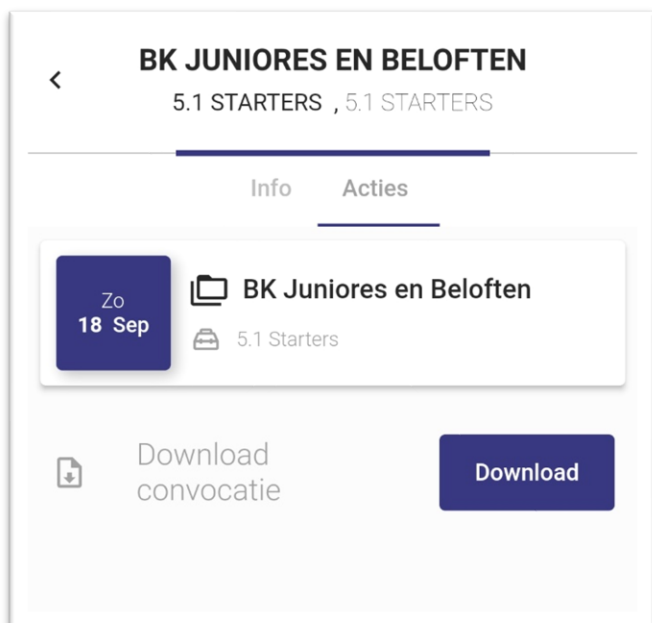 BK JUNIORES EN BELOFTEN
5.1 STARTERS , 5.1 STARTERS
Info Acties
Zo
18 Sep
BK Juniores en Beloften
5.1 Starters
Download
convocatie
Download